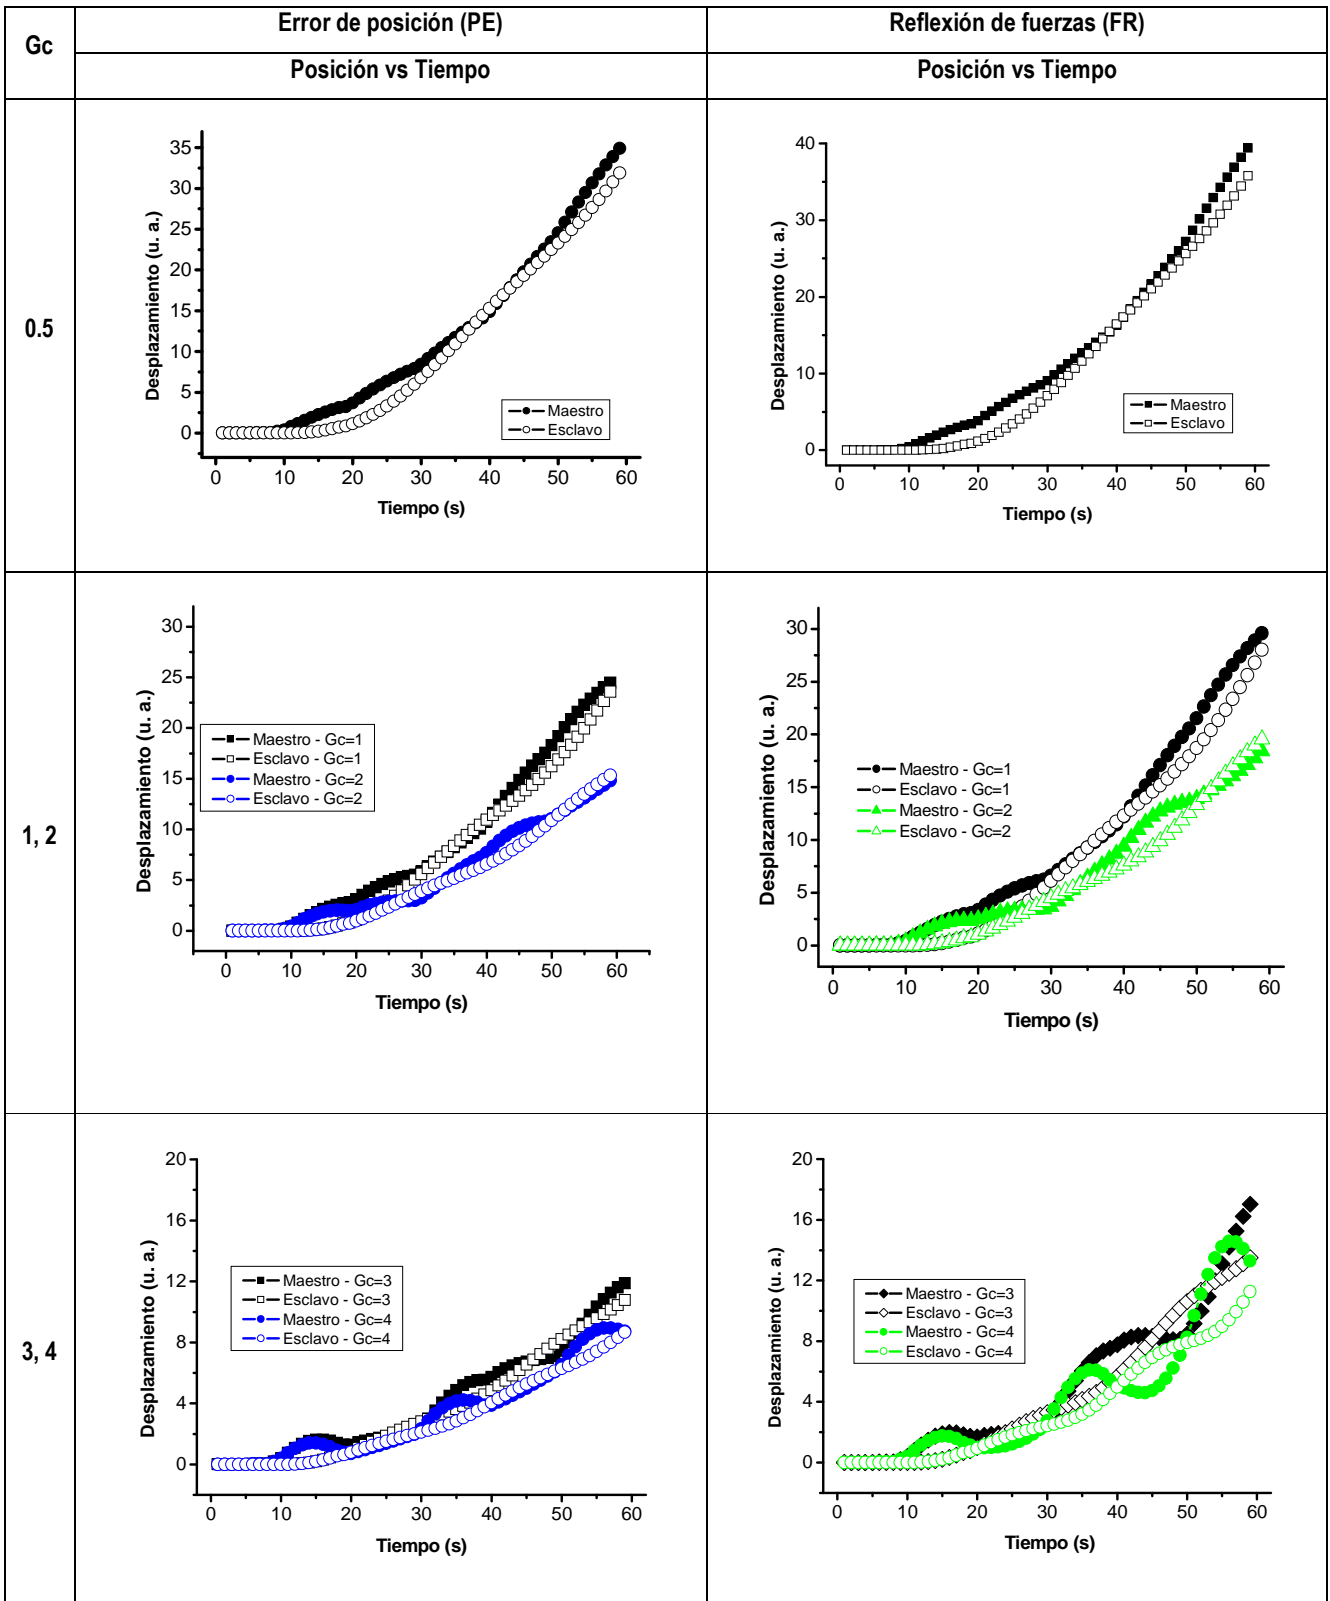 Gc
Error de posición (PE)
Reflexión de fuerzas (FR)
Posición vs Tiempo
Posición vs Tiempo
0.5
Desplazamiento (u. a.)
35
30
25
20
15
10
5
0
Maestro
Esclavo
0 10 20 30 40 50 60
Tiempo (s)
Desplazamiento (u. a.)
40
30
20
10
0
Maestro
Esclavo
0 10 20 30 40 50 60
Tiempo (s)
1, 2
Desplazamiento (u. a.)
30
25
20
15
10
5
0
Maestro - Gc=1
Esclavo - Gc=1
Maestro - Gc=2
Esclavo - Gc=2
0 10 20 30 40 50 60
Tiempo (s)
Desplazamiento (u. a.)
30
25
20
15
10
5
0
Maestro - Gc=1
Esclavo - Gc=1
Maestro - Gc=2
Esclavo - Gc=2
0 10 20 30 40 50 60
Tiempo (s)
3, 4
Desplazamiento (u. a.)
20
16
12
8
4
0
Maestro - Gc=3
Esclavo - Gc=3
Maestro - Gc=4
Esclavo - Gc=4
0 10 20 30 40 50 60
Tiempo (s)
Desplazamiento (u. a.)
20
16
12
8
4
0
Maestro - Gc=3
Esclavo - Gc=3
Maestro - Gc=4
Esclavo - Gc=4
0 10 20 30 40 50 60
Tiempo (s)